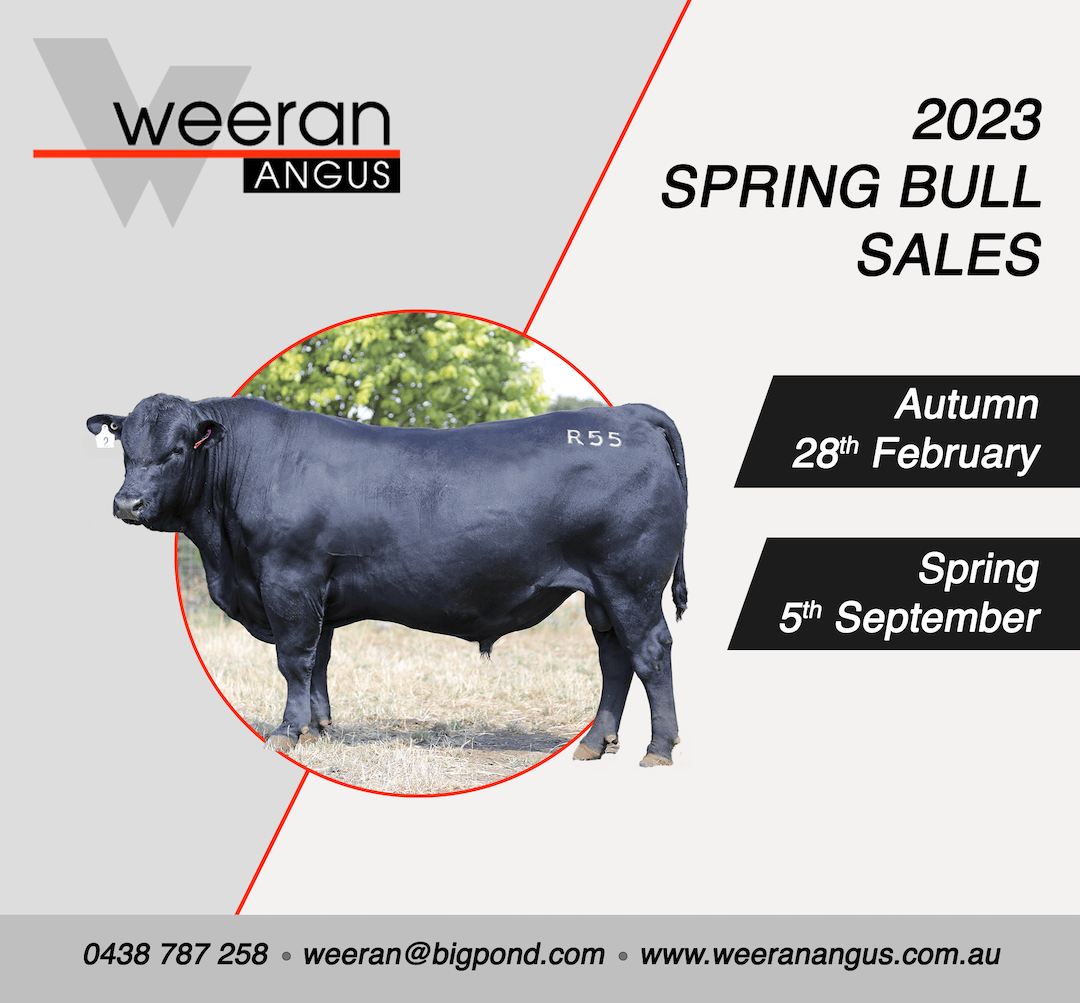 weeran
ANGUS
2023
SPRING BULL
SALES
R55
2
Autumn
28th February
Spring
5th September
0438 787 258 • weeran@bigpond.com • www.weeranangus.com.au